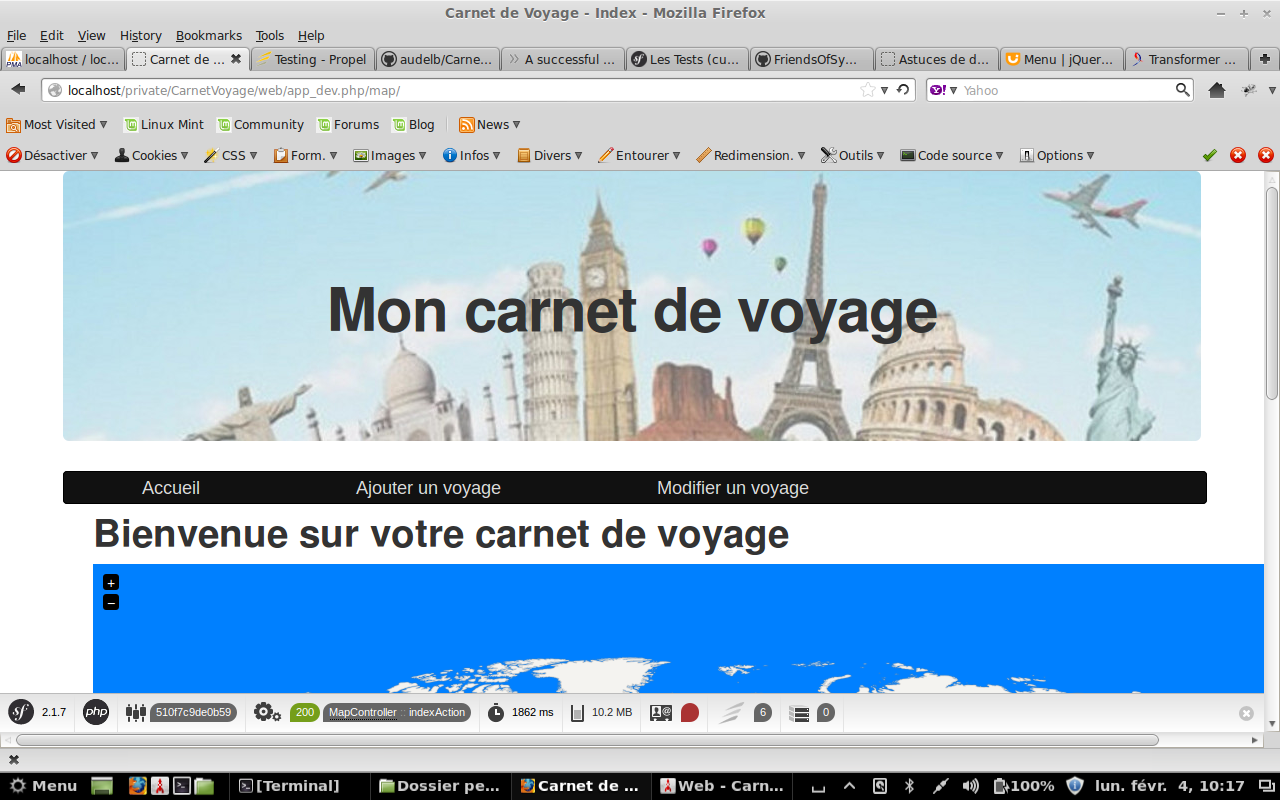 Carnet de Voyage - Index - Mozilla Firefox
File Edit View History Bookmarks Tools Help
PMA localhost / loc... Carnet de ... Testing - Propel audelb/Carne... A successful ... Les Tests (cu... FriendsOfSy... Astuces de d... Menu | jQuer... Transformer ...
localhost/private/CarnetVoyage/web/app_dev.php/map/ Y! Yahoo
Most Visited Linux Mint Community Forums Blog News
Désactiver Cookies CSS Form. Images Infos Divers Entourer Redimension. Outils Code source Options
Mon carnet de voyage
Accueil Ajouter un voyage Modifier un voyage
Bienvenue sur votre carnet de voyage
+
−
sf 2.1.7 php 510f7c9de0b59 200 MapController :: indexAction 1862 ms 10.2 MB 6 0
Menu [Terminal] Dossier pe... Carnet de ... Web - Carn... 100% lun. févr. 4, 10:17